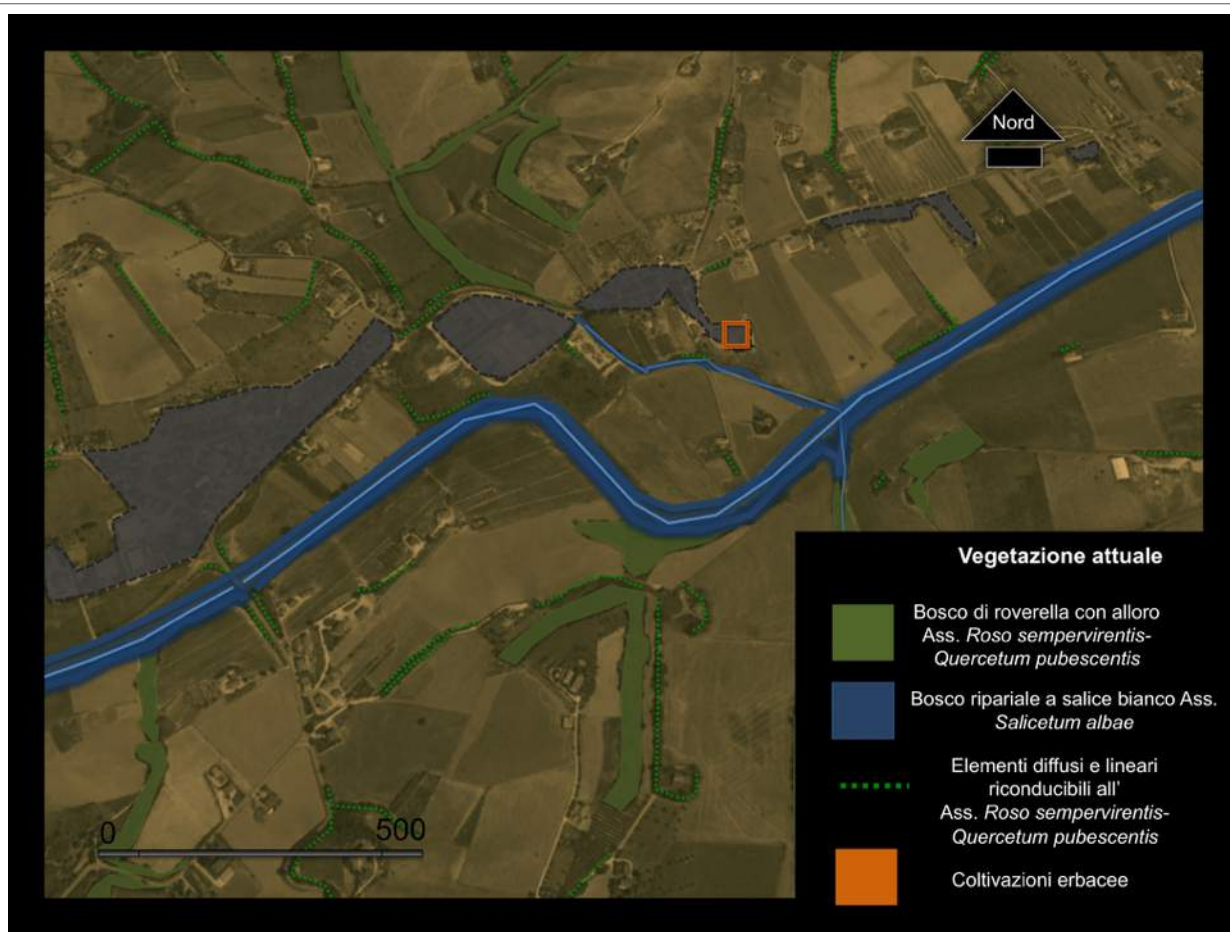 Nord
Vegetazione attuale
Bosco di roverella con alloro
Ass. Roso sempervirentis-
Quercetum pubescentis
Bosco ripariale a salice bianco Ass.
Salicetum albae
Elementi diffusi e lineari
riconducibili all'
Ass. Roso sempervirentis-
Quercetum pubescentis
Coltivazioni erbacee
0 500